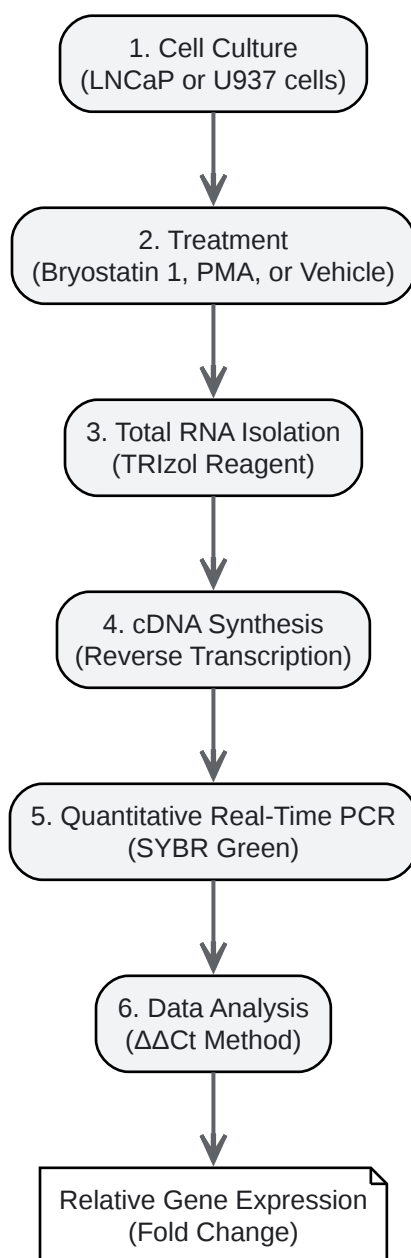 1. Cell Culture
(LNCaP or U937 cells)
2. Treatment
(Bryostatin 1, PMA, or Vehicle)
3. Total RNA Isolation
(TRIzol Reagent)
4. cDNA Synthesis
(Reverse Transcription)
5. Quantitative Real-Time PCR
(SYBR Green)
6. Data Analysis
(ΔΔCt Method)
Relative Gene Expression
(Fold Change)